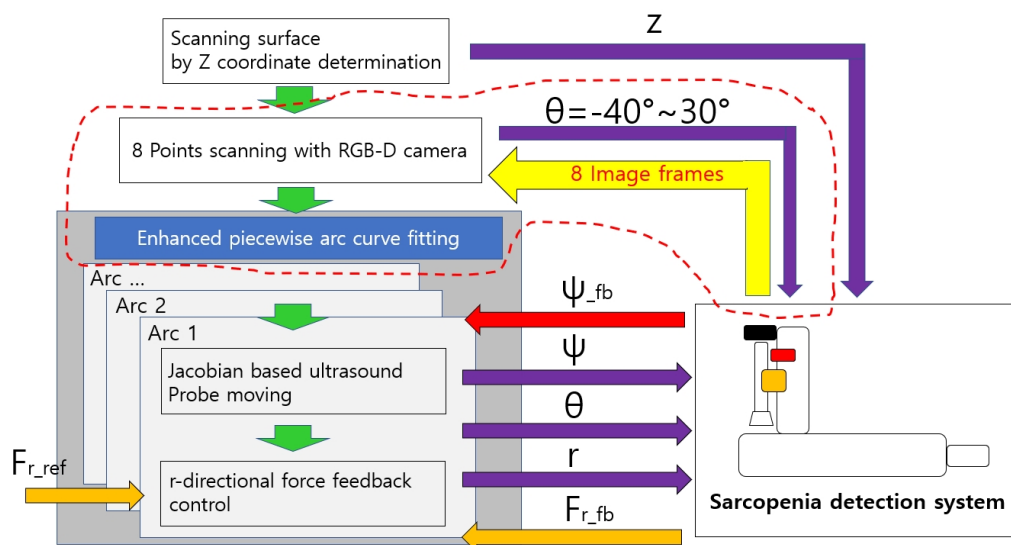 Scanning surface
by Z coordinate determination
z
θ=-40°~30°
8 Points scanning with RGB-D camera
8 Image frames
Enhanced piecewise arc curve fitting
Arc ...
Arc 2
Arc 1
ψ_fb
Jacobian based ultrasound
Probe moving
ψ
θ
F_r_ref
r-directional force feedback
control
r
F_r_fb
Sarcopenia detection system